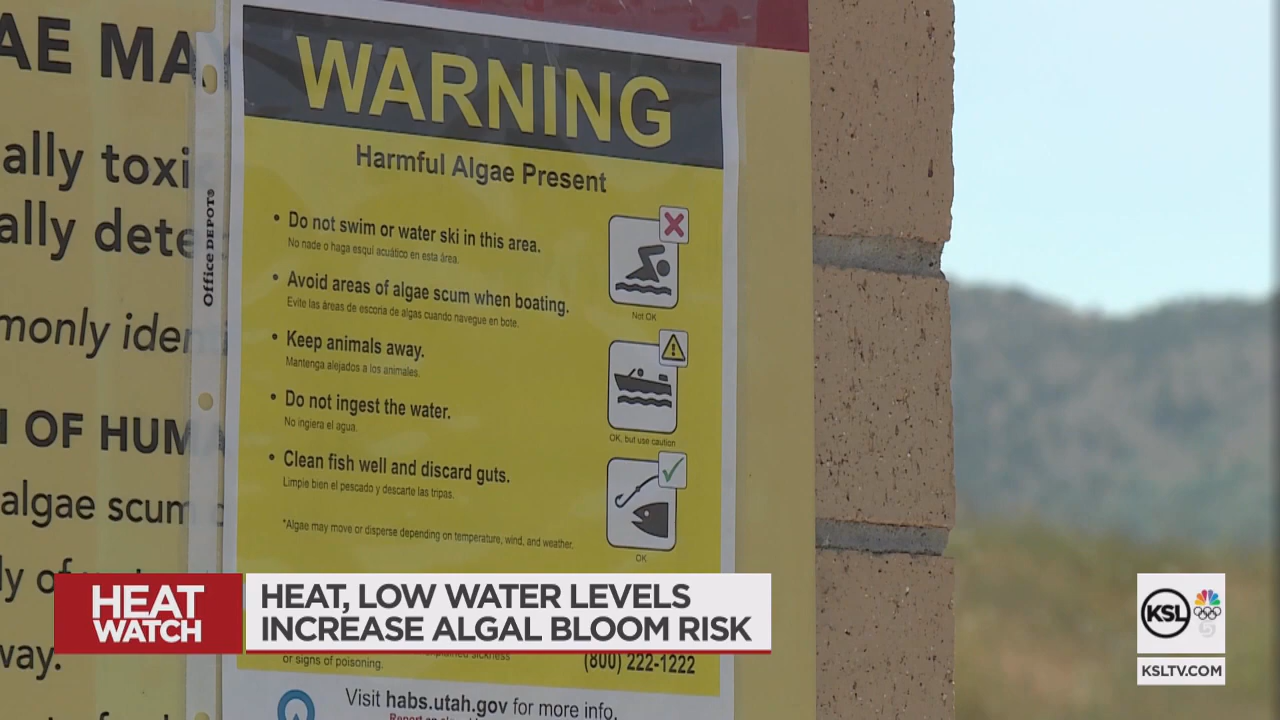 AE MA
ally toxi
ally dete
monly iden
OF HUMA
algae scum
way.
Office DEPOT
WARNING
Harmful Algae Present
• Do not swim or water ski in this area.
No nade o haga esquí acuático en esta área.
• Avoid areas of algae scum when boating.
Evite las áreas de escoria de algas cuando navegue en bote.
• Keep animals away.
Mantenga alejados a los animales.
• Do not ingest the water.
No ingiera el agua.
• Clean fish well and discard guts.
Limpie bien el pescado y descarte las tripas.
*Algae may move or disperse depending on temperature, wind, and weather.
Not OK
OK, but use caution
OK
or signs of poisoning.
(800) 222-1222
Visit habs.utah.gov for more info.
HEAT
WATCH
HEAT, LOW WATER LEVELS
INCREASE ALGAL BLOOM RISK
KSL
5
KSLTV.COM